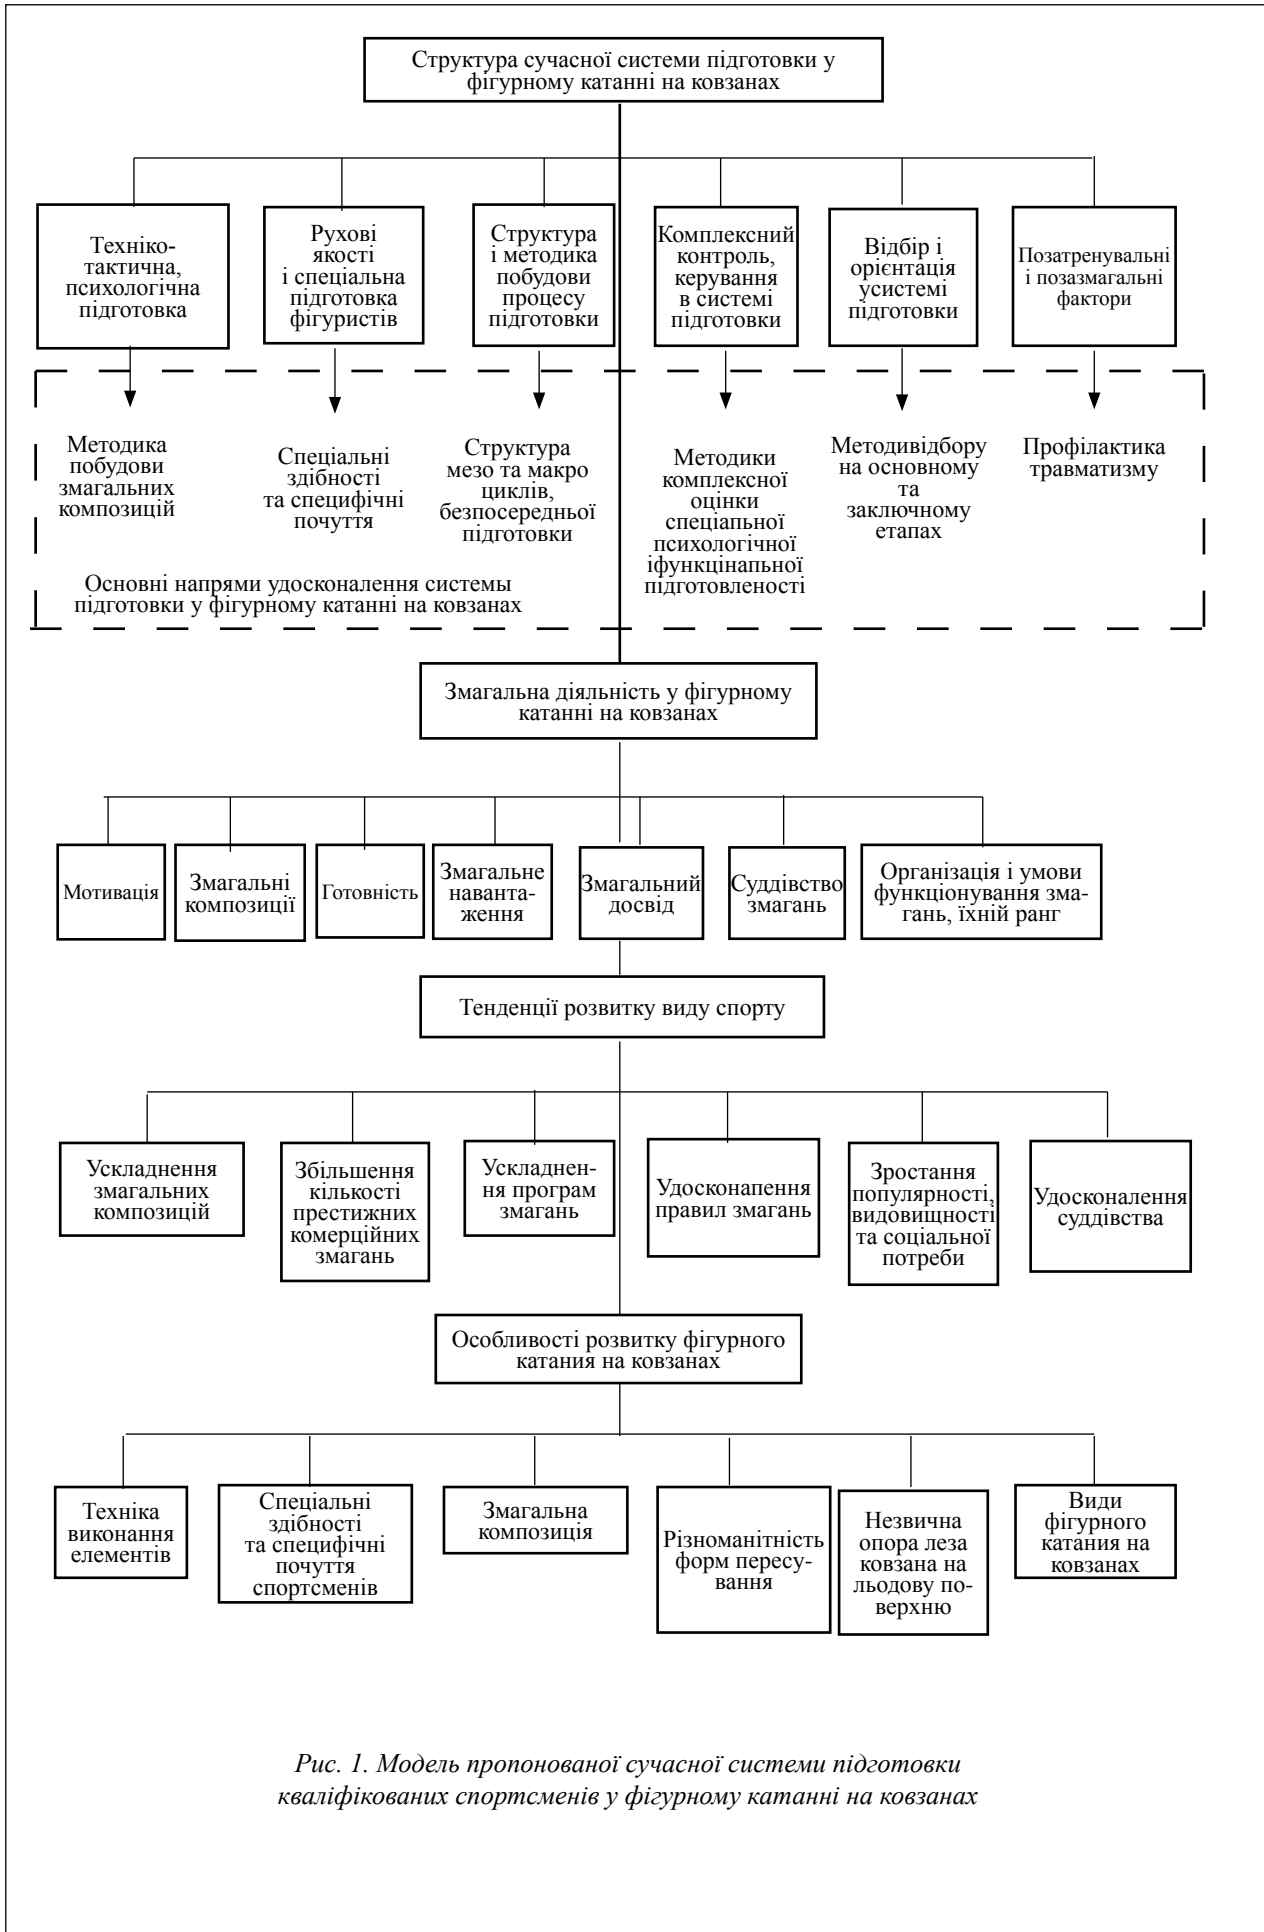 Структура сучасної системи підготовки у
фігурному катанні на ковзанах
Техніко-
тактична,
психологічна
підготовка
Рухові
якості
і спеціальна
підготовка
фігуристів
Структура
і методика
побудови
процесу
підготовки
Комплексний
контроль,
керування
в системі
підготовки
Відбір і
орієнтація
усистемі
підготовки
Позатренувальні
і позазмагальні
фактори
Методика
побудови
змагальних
композицій
Спеціальні
здібності
та специфічні
почуття
Структура
мезо та макро
циклів,
безпосередньої
підготовки
Методики
комплексної
оцінки
спеціапьної
психологічної
іфункцінапьної
підготовленості
Методивідбору
на основному
та
заключному
етапах
Профілактика
травматизму
Основні напрями удосконалення системы
підготовки у фігурному катанні на ковзанах
Змагальна діяльність у фігурному
катанні на ковзанах
Мотивація
Змагальні
композиції
Готовність
Змагальне
наванта-
ження
Змагальний
досвід
Суддівство
змагань
Організація і умови
функціонування зма-
гань, їхній ранг
Тенденції розвитку виду спорту
Ускладнення
змагальних
композицій
Збільшення
кількості
престижних
комерційних
змагань
Ускладнен-
ня програм
змагань
Удосконапення
правил змагань
Зростання
популярності,
видовищності
та соціальної
потреби
Удосконалення
суддівства
Особливості розвитку фігурного
катания на ковзанах
Техніка
виконання
елементів
Спеціальні
здібності
та специфічні
почуття
спортсменів
Змагальна
композиція
Різноманітність
форм пересу-
вання
Незвична
опора леза
ковзана на
льодову по-
верхню
Види
фігурного
катания на
ковзанах
Рис. 1. Модель пропонованої сучасної системи підготовки
кваліфікованих спортсменів у фігурному катанні на ковзанах